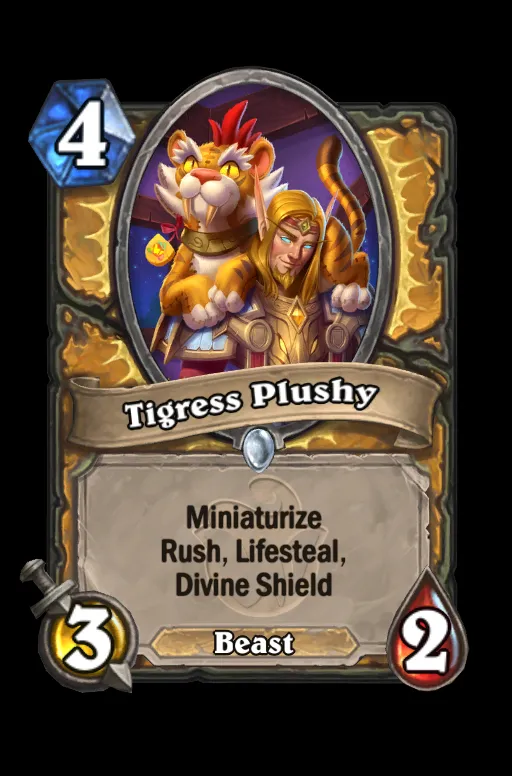 4
Tigress Plushy
Miniaturize
Rush, Lifesteal,
Divine Shield
3
Beast
2